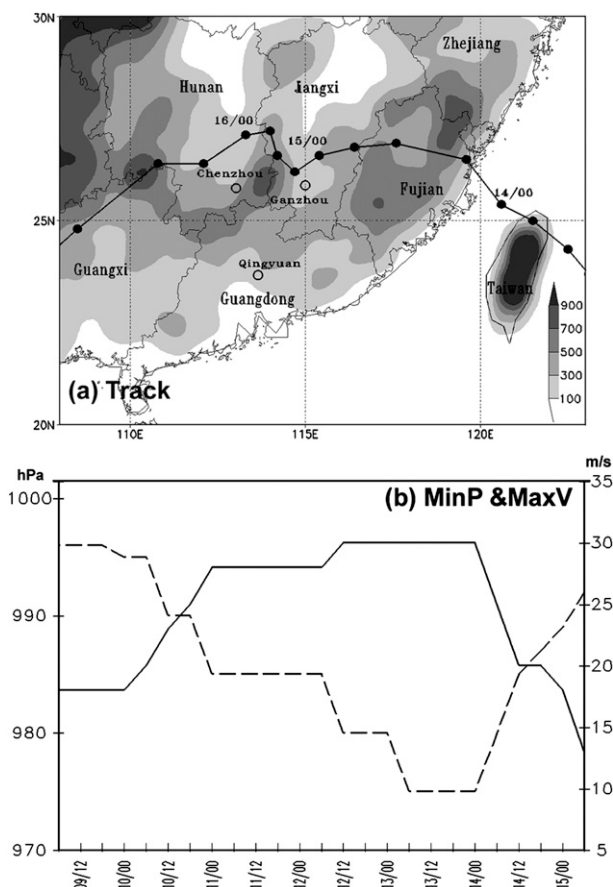 30N
Zhejiang
Hunan
Jiangxi
16/00
15/00
Chenzhou
Ganzhou
Fujian
14/00
25N
Guangxi
Qingyuan
Guangdong
Taiwan
900
700
500
300
100
(a) Track
20N
110E 115E 120E
hPa m/s
(b) MinP &MaxV
1000
990
980
970
35
30
25
20
15
10
5
09/12 10/00 10/12 11/00 11/12 12/00 12/12 13/00 13/12 14/00 14/12 15/00